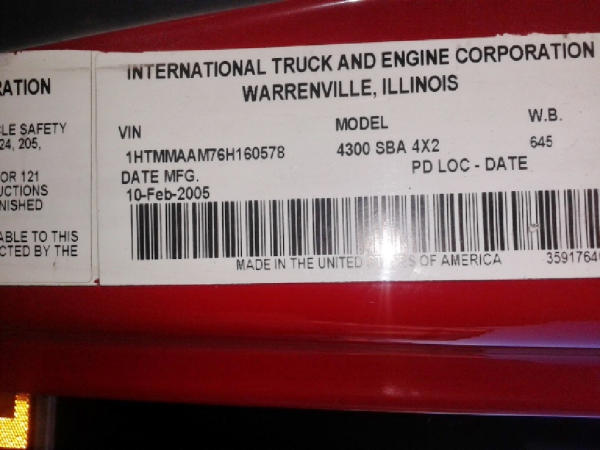 RATION
LE SAFETY
24, 205,
OR 121
UCTIONS
NISHED
ABLE TO THIS
CTED BY THE
INTERNATIONAL TRUCK AND ENGINE CORPORATION
WARRENVILLE, ILLINOIS
VIN MODEL W.B.
1HTMMAAM76H160578 4300 SBA 4X2 645
DATE MFG. PD LOC - DATE
10-Feb-2005
MADE IN THE UNITED OF AMERICA 3591764